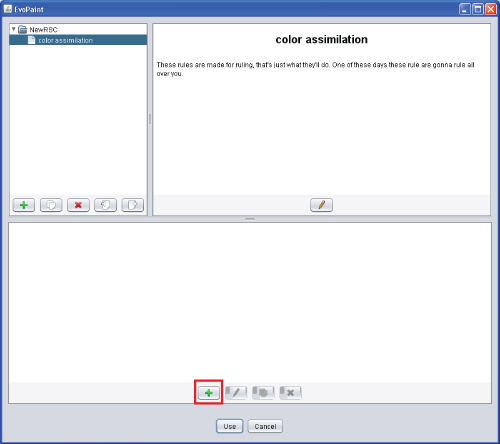 EvoPaint
NewRSC
color assimilation
color assimilation
These rules are made for ruling, that's just what they'll do. One of these days these rule are gonna rule all
over you.
Use
Cancel